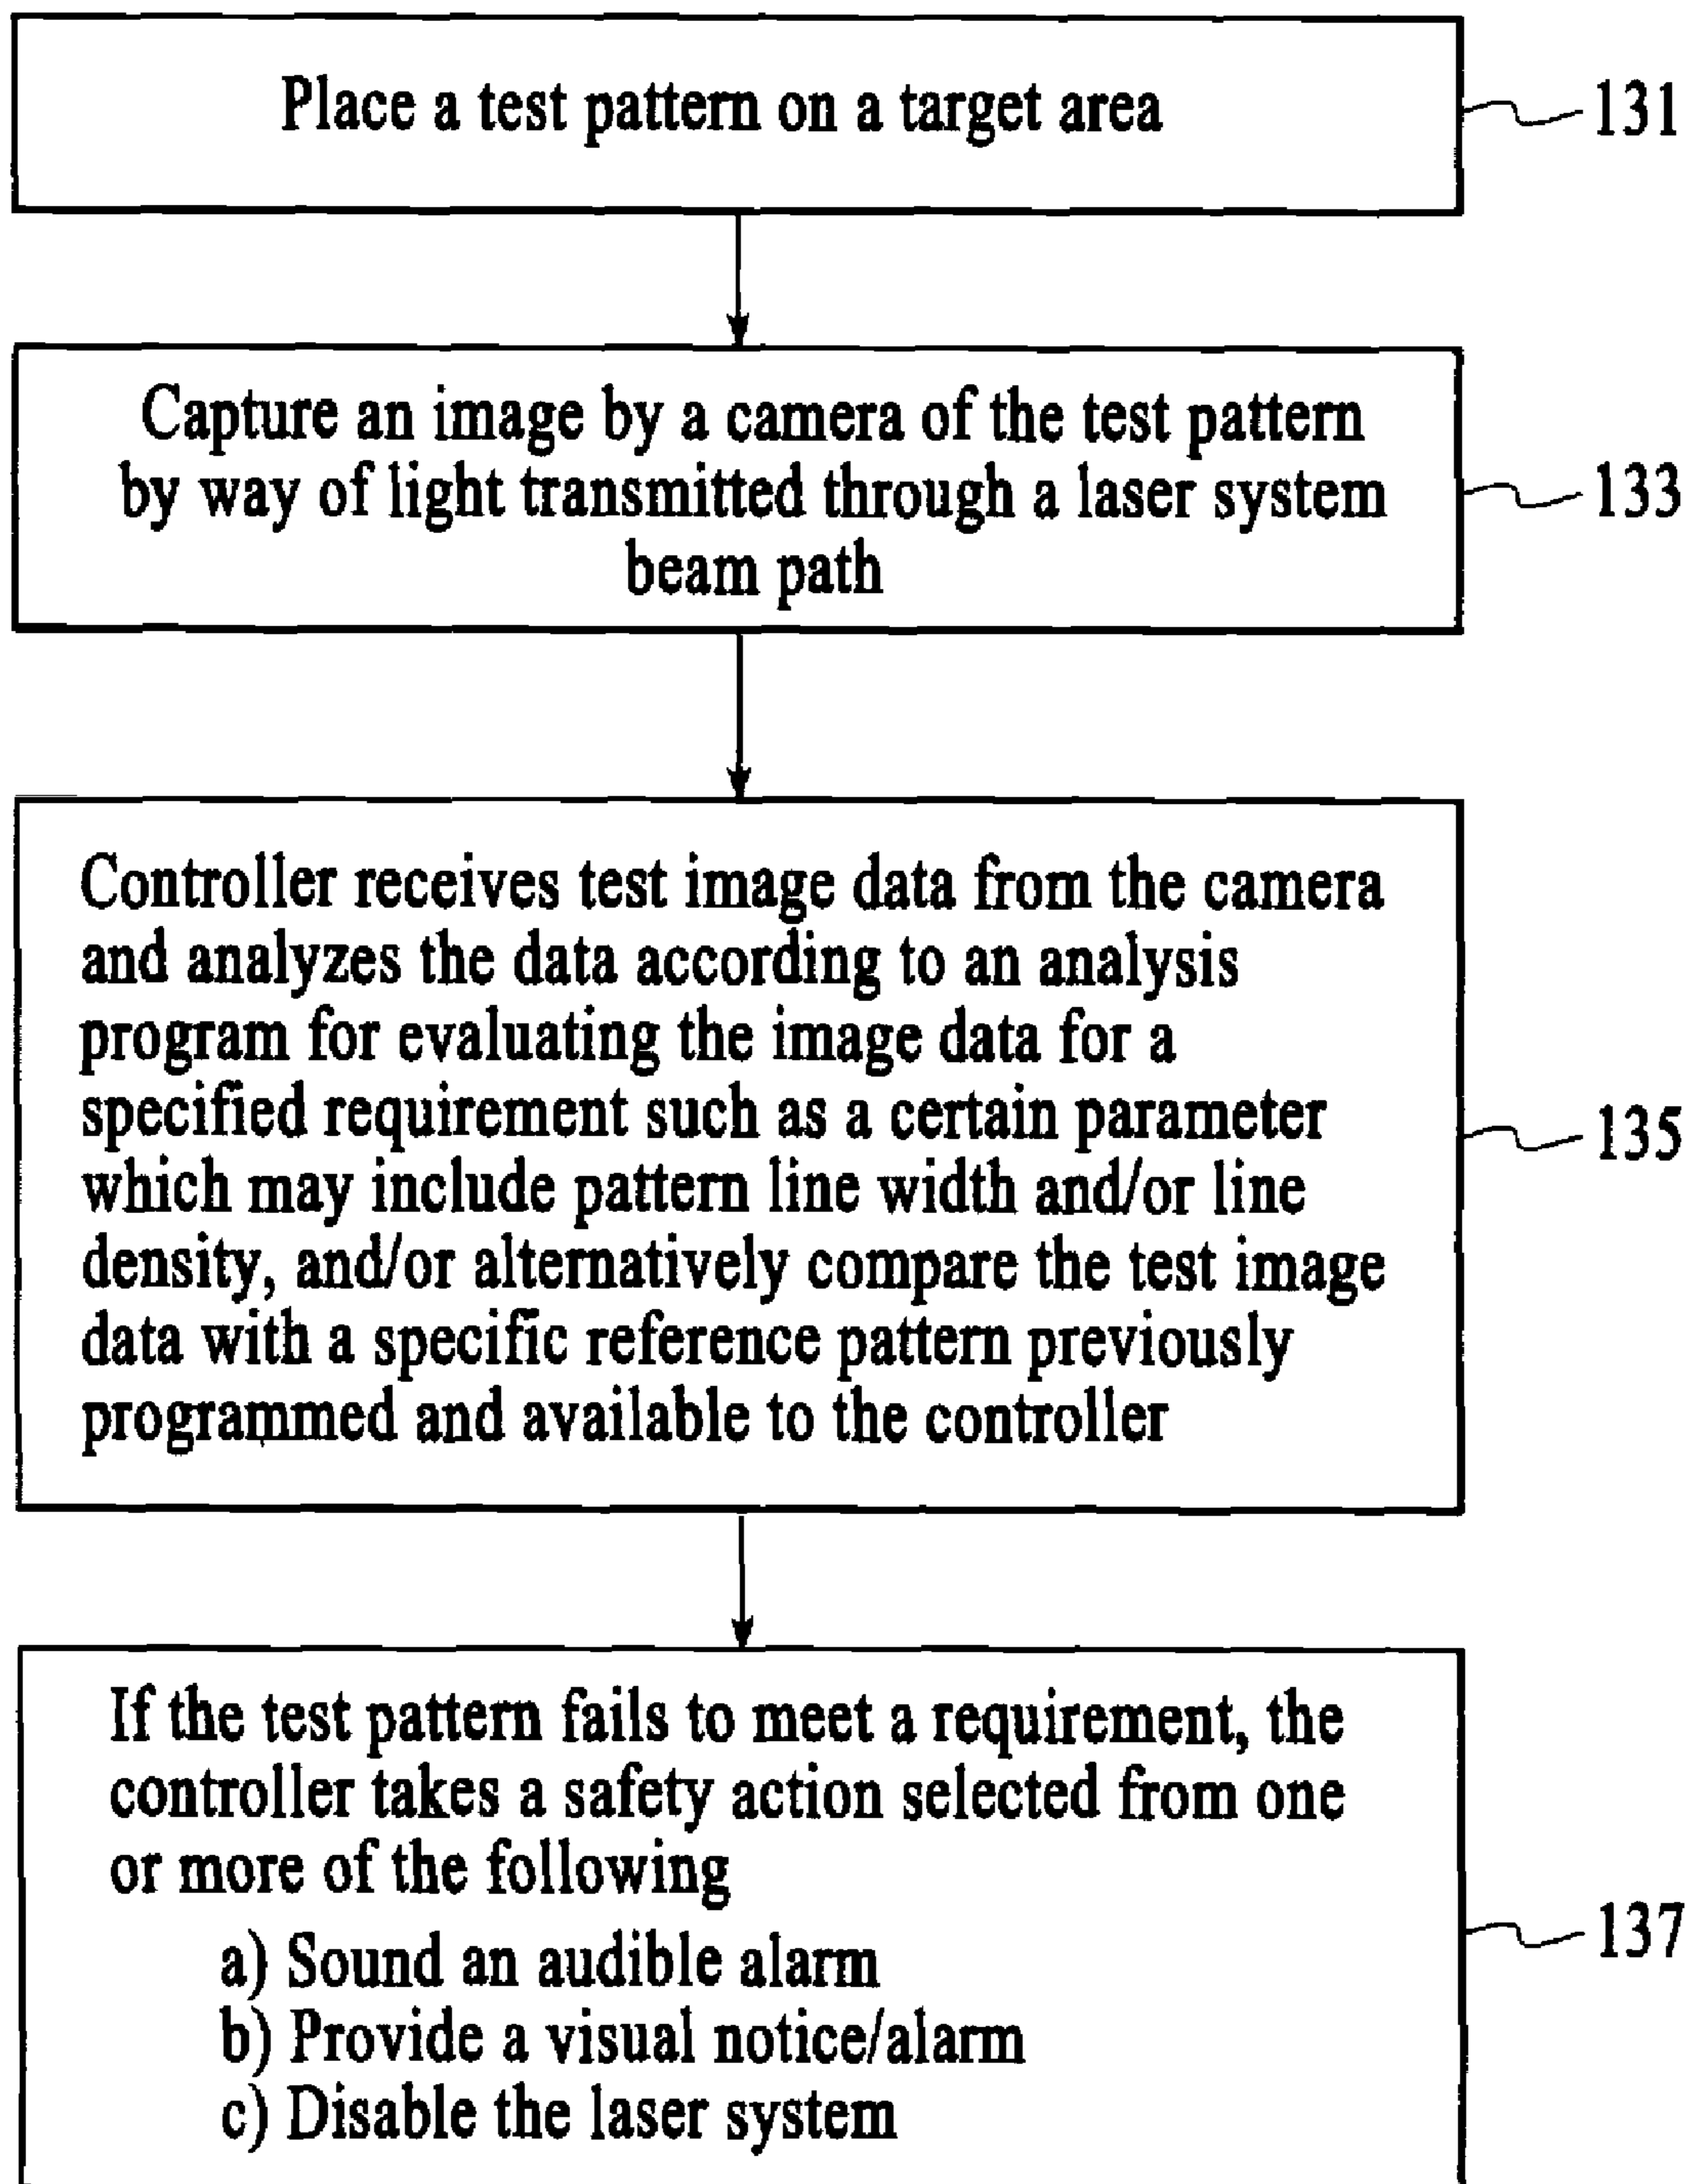 Place a test pattern on a target area
131
Capture an image by a camera of the test pattern
by way of light transmitted through a laser system
beam path
133
Controller receives test image data from the camera
and analyzes the data according to an analysis
program for evaluating the image data for a
specified requirement such as a certain parameter
which may include pattern line width and/or line
density, and/or alternatively compare the test image
data with a specific reference pattern previously
programmed and available to the controller
135
If the test pattern fails to meet a requirement, the
controller takes a safety action selected from one
or more of the following
a) Sound an audible alarm
b) Provide a visual notice/alarm
c) Disable the laser system
137